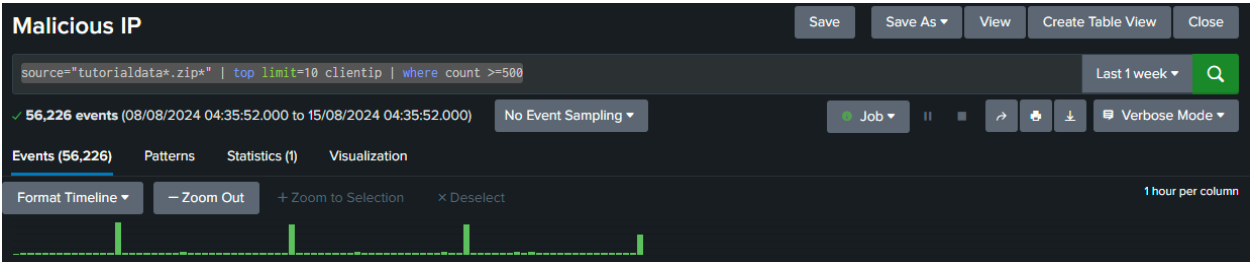 Malicious IP
Save
Save As ▾
View
Create Table View
Close
source="tutorialdata*.zip*" | top limit=10 clientip | where count >=500
Last 1 week ▾
✓ 56,226 events (08/08/2024 04:35:52.000 to 15/08/2024 04:35:52.000)
No Event Sampling ▾
Job ▾
Verbose Mode ▾
Events (56,226)
Patterns
Statistics (1)
Visualization
Format Timeline ▾
— Zoom Out
+ Zoom to Selection
× Deselect
1 hour per column